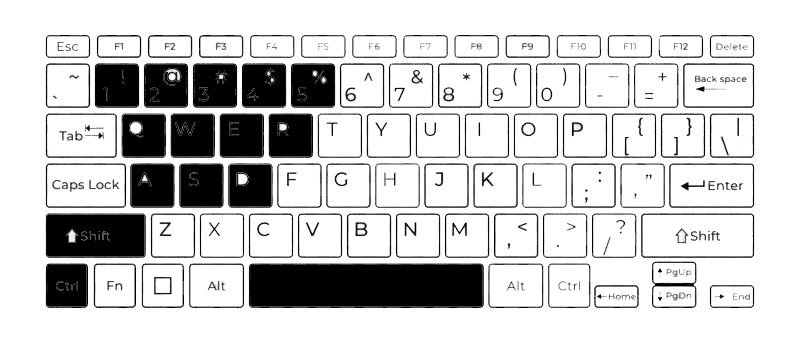 Esc F1 F2 F3 F4 F5 F6 F7 F8 F9 F10 F11 F12 Delete
~ ! @ # $ % ^ & * ( ) _ + Back space
` 1 2 3 4 5 6 7 8 9 0 - =
Tab Q W E R T Y U I O P { } |
[ ] \
Caps Lock A S D F G H J K L : " Enter
; ,
Shift Z X C V B N M < > ? Shift
, . /
Ctrl Fn Alt Alt Ctrl Home PgUp
PgDn End